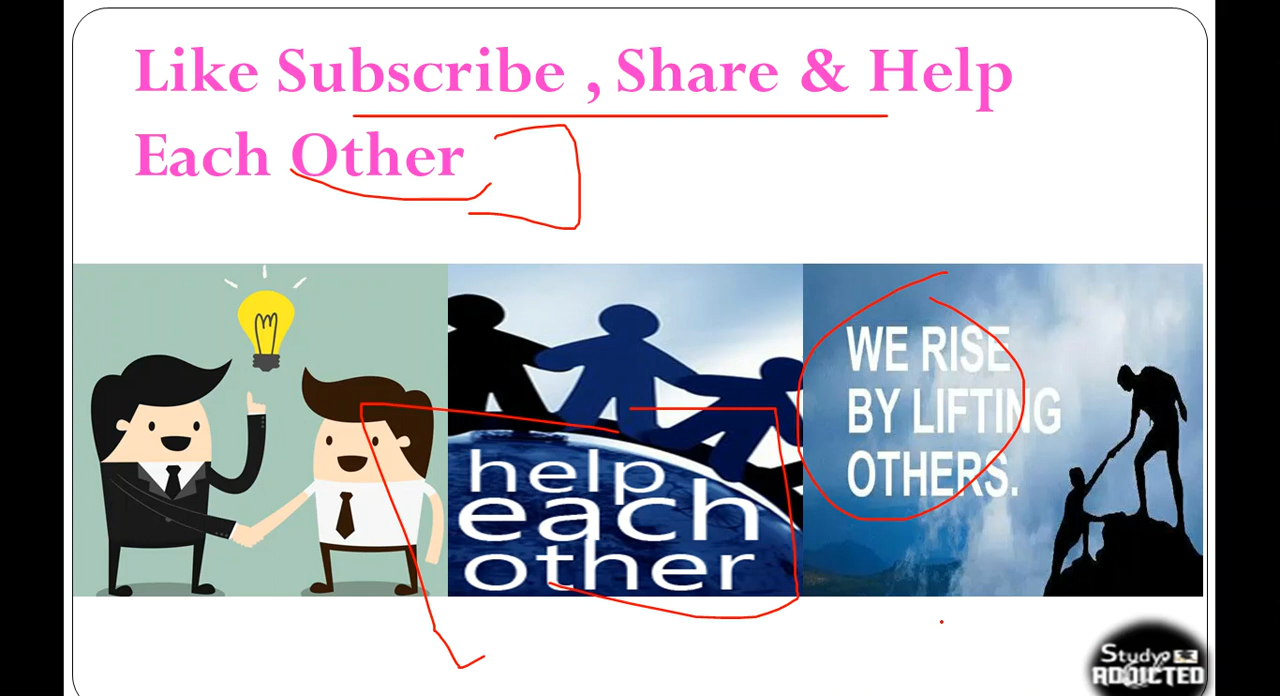 Like Subscribe , Share & Help
Each Other
help
each
other
WE RISE
BY LIFTING
OTHERS.
Study
ADDICTED